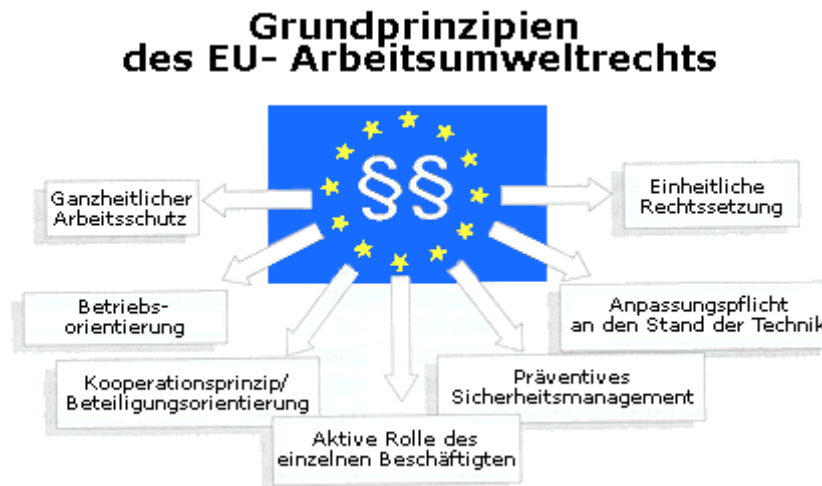 Grundprinzipien
des EU- Arbeitsumweltrechts
§§
Ganzheitlicher
Arbeitsschutz
Einheitliche
Rechtssetzung
Betriebs-
orientierung
Anpassungspflicht
an den Stand der Technik
Kooperationsprinzip/
Beteiligungsorientierung
Präventives
Sicherheitsmanagement
Aktive Rolle des
einzelnen Beschäftigten